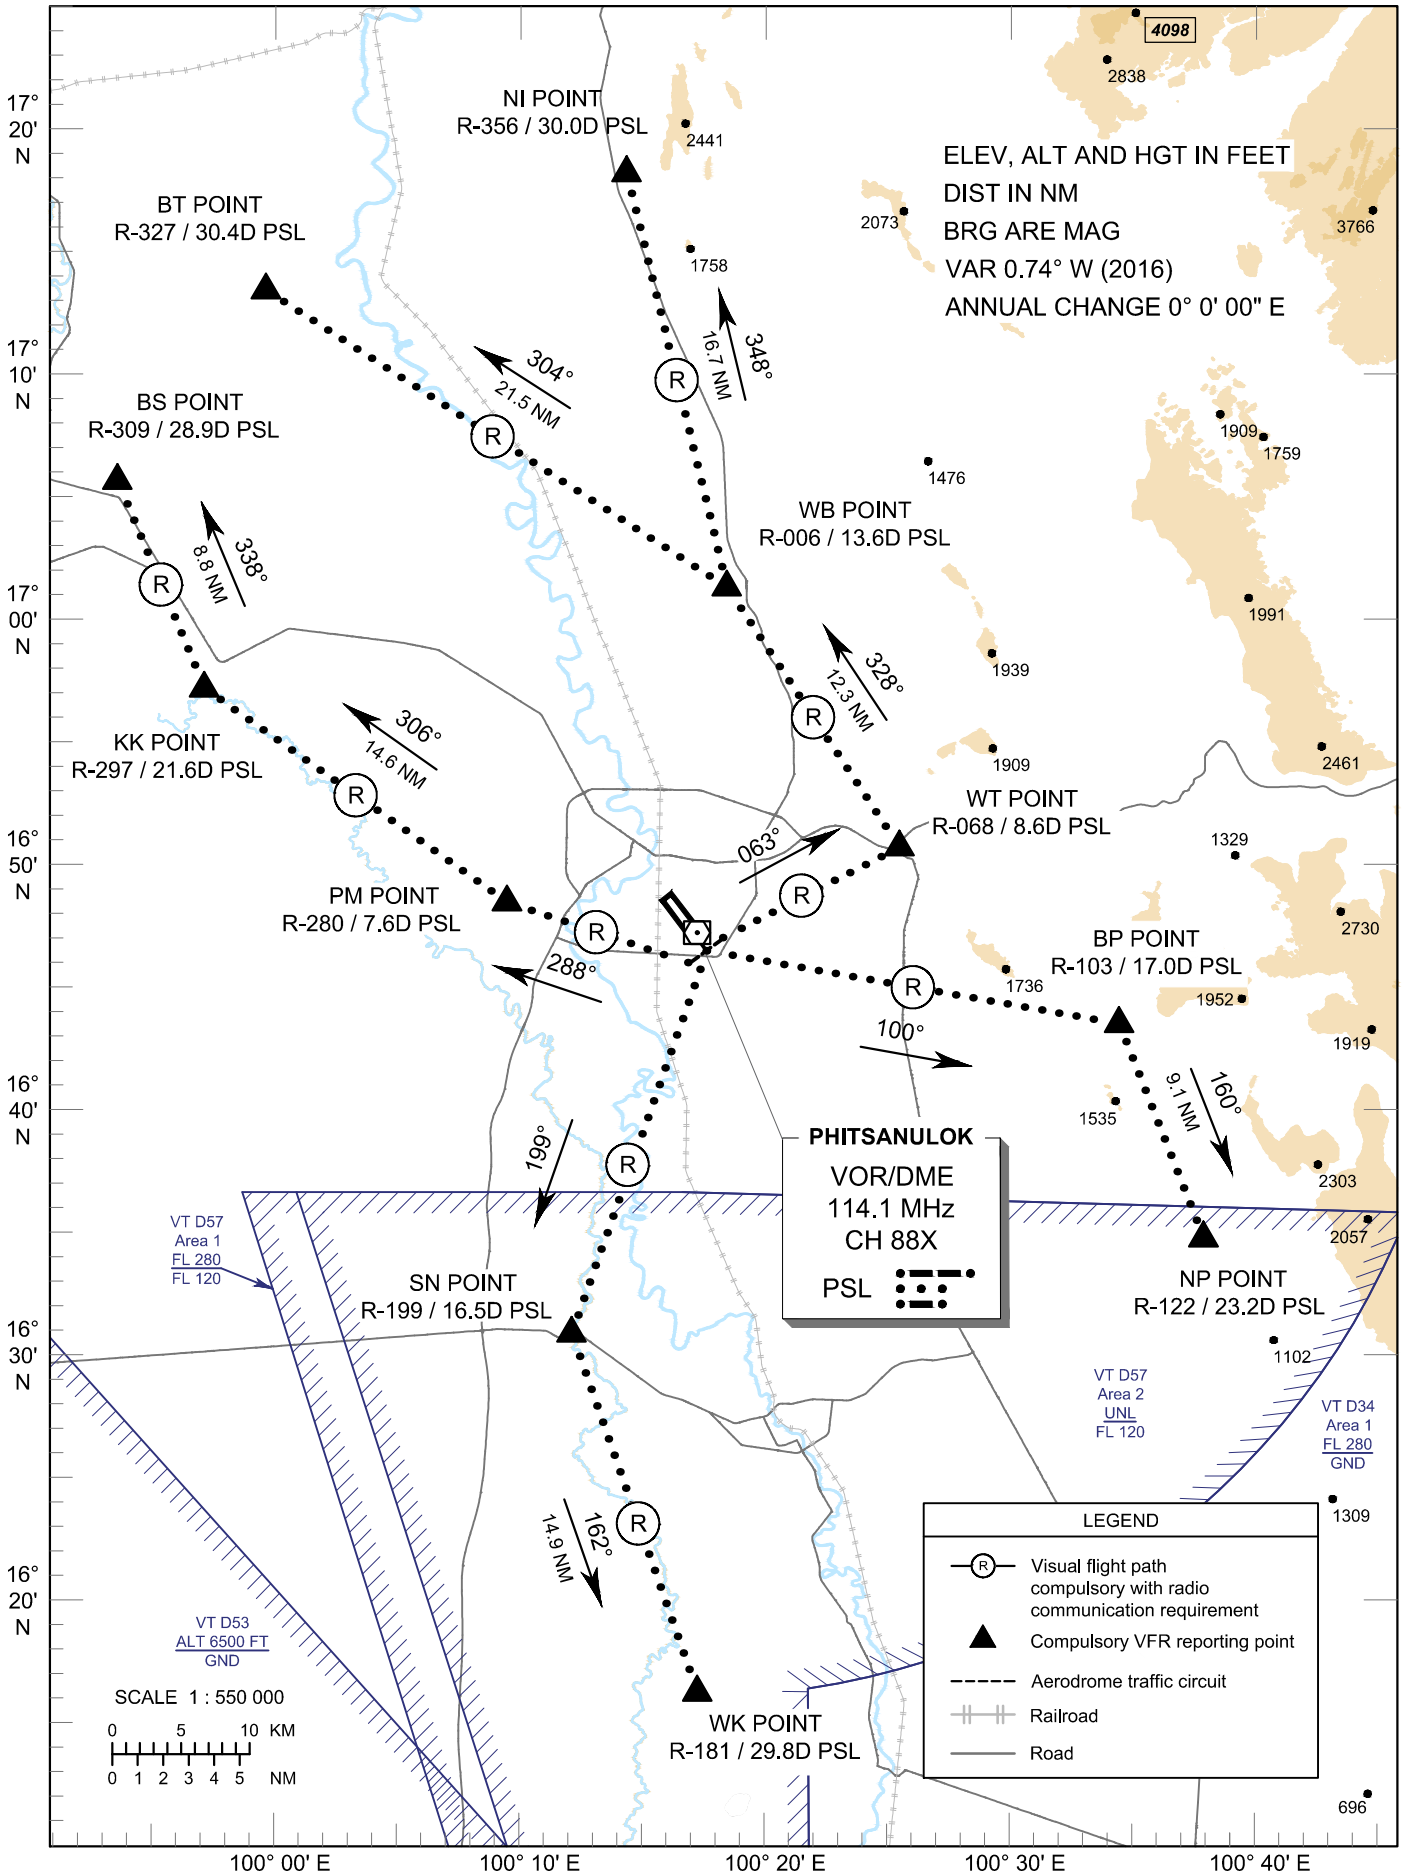 4098
2838
NI POINT
R-356 / 30.0D PSL
2441
17°
20'
N
ELEV, ALT AND HGT IN FEET
DIST IN NM
BRG ARE MAG
VAR 0.74° W (2016)
ANNUAL CHANGE 0° 0' 00" E
BT POINT
R-327 / 30.4D PSL
2073
3766
1758
348°
16.7 NM
304°
21.5 NM
17°
10'
N
BS POINT
R-309 / 28.9D PSL
R
R
1909
1759
1476
WB POINT
R-006 / 13.6D PSL
338°
8.8 NM
R
17°
00'
N
1991
1939
328°
12.3 NM
R
306°
14.6 NM
KK POINT
R-297 / 21.6D PSL
1909
2461
R
WT POINT
R-068 / 8.6D PSL
063°
1329
16°
50'
N
PM POINT
R-280 / 7.6D PSL
R
R
2730
BP POINT
R-103 / 17.0D PSL
288°
1736
1952
R
100°
1919
16°
40'
N
160°
9.1 NM
1535
199°
R
PHITSANULOK
VOR/DME
114.1 MHz
CH 88X
PSL
2303
2057
VT D57
Area 1
FL 280
FL 120
SN POINT
R-199 / 16.5D PSL
NP POINT
R-122 / 23.2D PSL
16°
30'
N
1102
VT D57
Area 2
UNL
FL 120
VT D34
Area 1
FL 280
GND
162°
14.9 NM
R
1309
LEGEND
R
Visual flight path
compulsory with radio
communication requirement
Compulsory VFR reporting point
Aerodrome traffic circuit
Railroad
Road
16°
20'
N
VT D53
ALT 6500 FT
GND
SCALE 1 : 550 000
0 5 10 KM
0 1 2 3 4 5 NM
WK POINT
R-181 / 29.8D PSL
696
100° 00' E
100° 10' E
100° 20' E
100° 30' E
100° 40' E